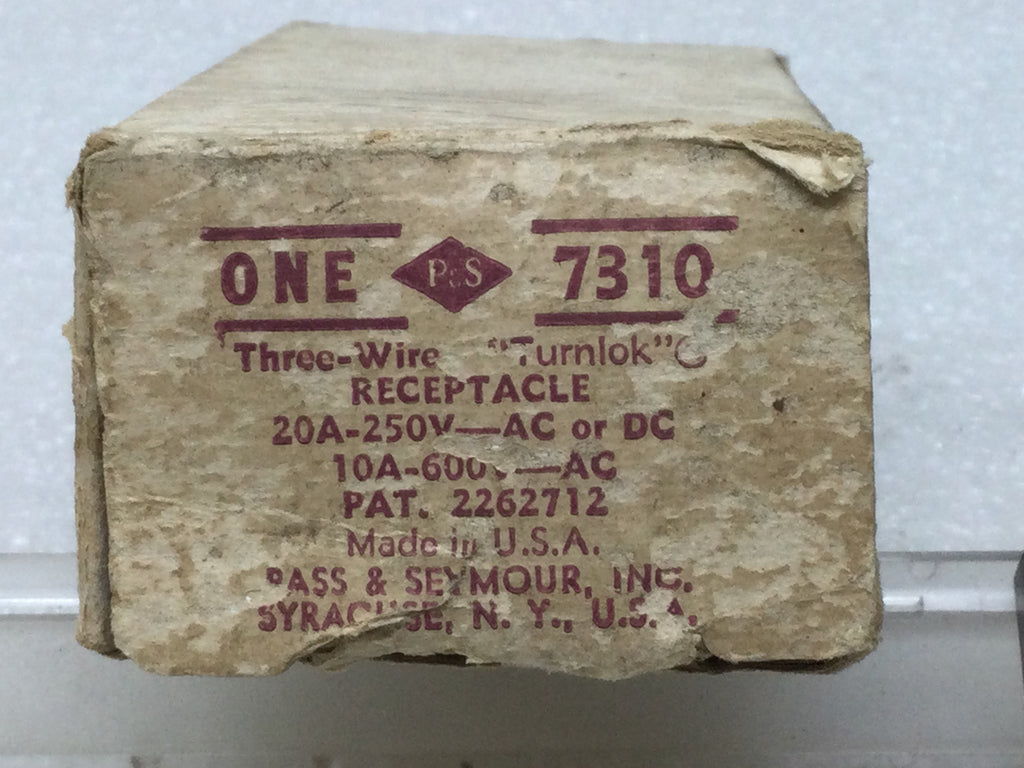 ONE P&S 7310
Three-Wire "Turnlok"
RECEPTACLE
20A-250V—AC or DC
10A-600V—AC
PAT. 2262712
Made in U.S.A.
PASS & SEYMOUR, INC.
SYRACUSE, N. Y., U.S.A.